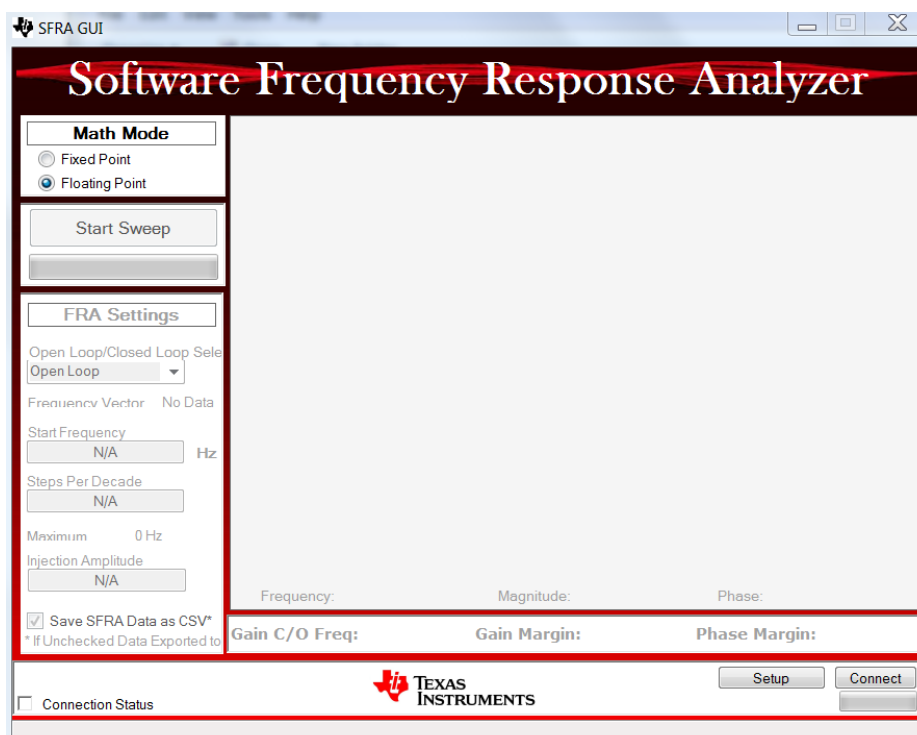 SFRA GUI
Software Frequency Response Analyzer
Math Mode
Fixed Point
Floating Point
Start Sweep
FRA Settings
Open Loop/Closed Loop Sele
Open Loop
Frequency Vector No Data
Start Frequency
N/A Hz
Steps Per Decade
N/A
Maximum 0 Hz
Injection Amplitude
N/A
Save SFRA Data as CSV*
* If Unchecked Data Exported to
Frequency: Magnitude: Phase:
Gain C/O Freq: Gain Margin: Phase Margin:
Connection Status
TEXAS
INSTRUMENTS
Setup Connect